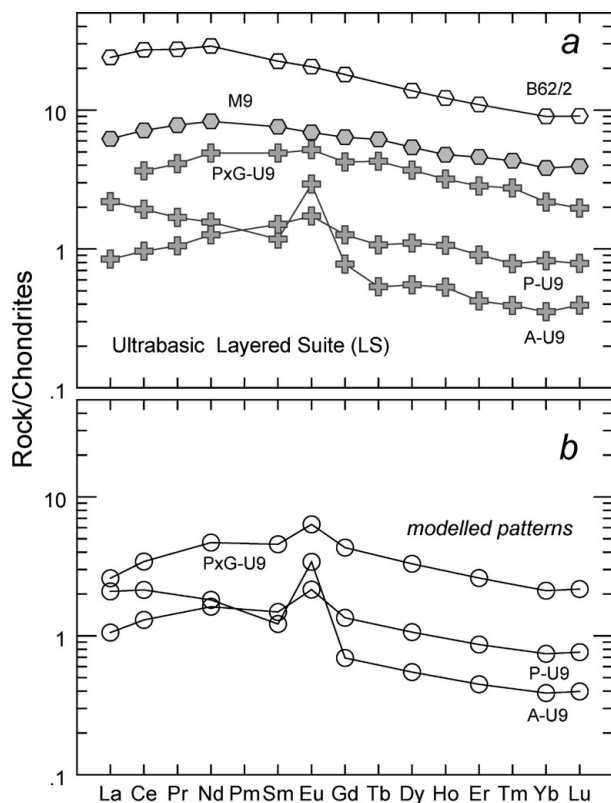 a
10
1
.1
B62/2
M9
PxG-U9
P-U9
A-U9
Ultrabasic Layered Suite (LS)
Rock/Chondrites
b
10
1
.1
modelled patterns
PxG-U9
P-U9
A-U9
La Ce Pr Nd Pm Sm Eu Gd Tb Dy Ho Er Tm Yb Lu